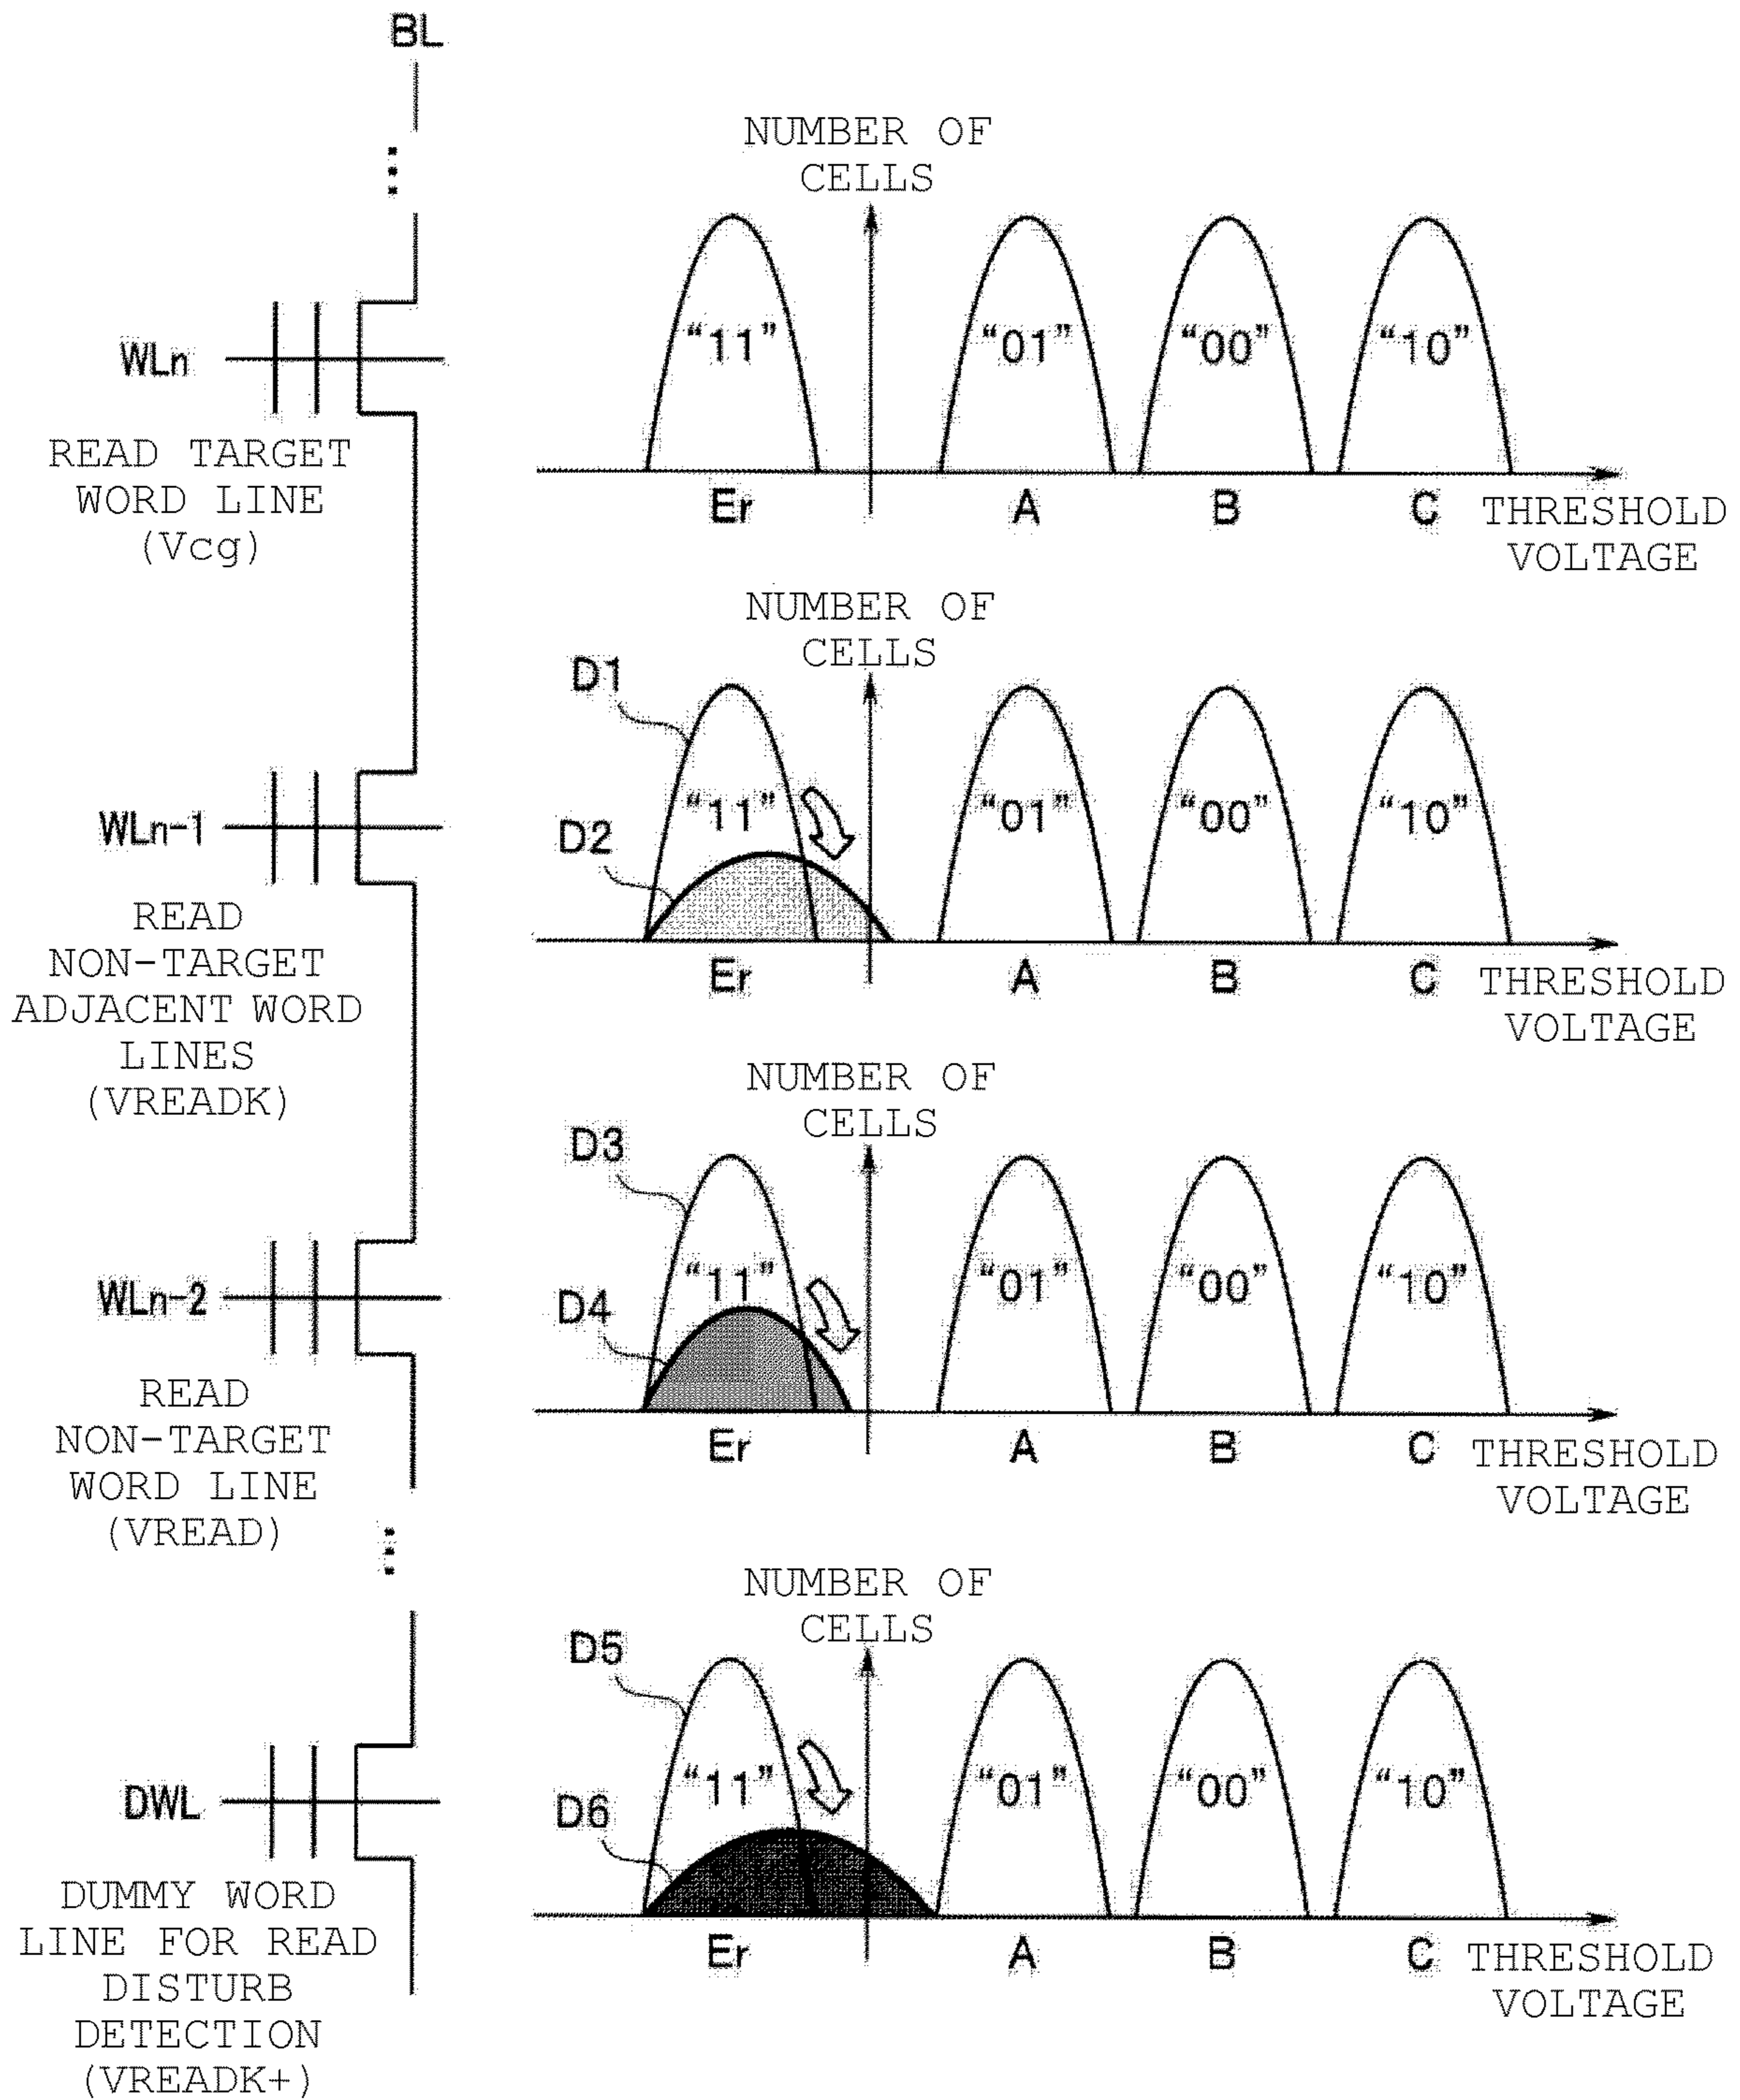 BL
NUMBER OF
CELLS
WLn
“11”
“01”
“00”
“10”
READ TARGET
WORD LINE
(Vcg)
Er
A
B
C
THRESHOLD
VOLTAGE
NUMBER OF
CELLS
D1
WLn-1
“11”
“01”
“00”
“10”
D2
READ
NON-TARGET
ADJACENT WORD
LINES
(VREADK)
Er
A
B
C
THRESHOLD
VOLTAGE
NUMBER OF
CELLS
D3
WLn-2
“11”
“01”
“00”
“10”
D4
READ
NON-TARGET
WORD LINE
(VREAD)
Er
A
B
C
THRESHOLD
VOLTAGE
NUMBER OF
CELLS
D5
DWL
“11”
“01”
“00”
“10”
D6
DUMMY WORD
LINE FOR READ
DISTURB
DETECTION
(VREADK+)
Er
A
B
C
THRESHOLD
VOLTAGE